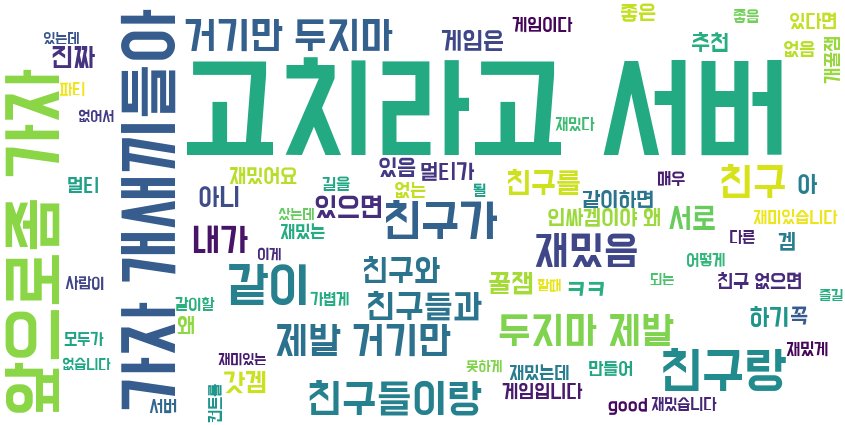 고치라고 서버
앞으로좀 가자
가자 개새끼들아
거기만 두지마
게임은
게임이다
좋은
좋음
있다면
추천
없음
개꿀잼
있는데
진짜
파티
없어서
재밌다
멀티
재밌어요
있음
멀티가
길을
없는
될
친구를
매우
친구
아
아니
있으면
같이하면
샀는데
친구가
인싸겜이야 왜
서로
재미있습니다
내가
재밌는
다른
겜
이게
재밌음
어떻게
사람이
같이
친구와
꿀잼
할때
ㅋㅋ
되는
친구 없으면
즐길
같이할
가볍게
친구들과
왜
하기
꼭
모두가
제발 거기만
두지마 제발
없습니다
재미있는
못하게
재밌는데
만들어
재밌게
갓겜
친구랑
서버
컨트롤
친구들이랑
게임입니다
good
재밌습니다